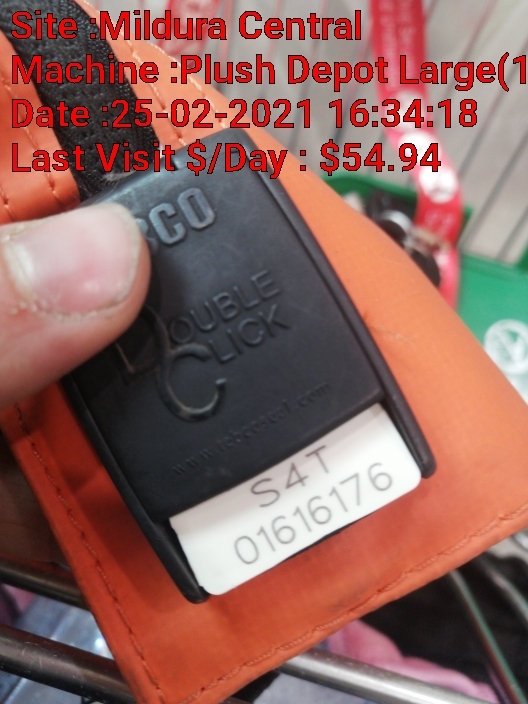 Site :Mildura Central
Machine :Plush Depot Large(1
Date :25-02-2021 16:34:18
Last Visit $/Day : $54.94
DOUBLE
CLICK
S4T
01616176